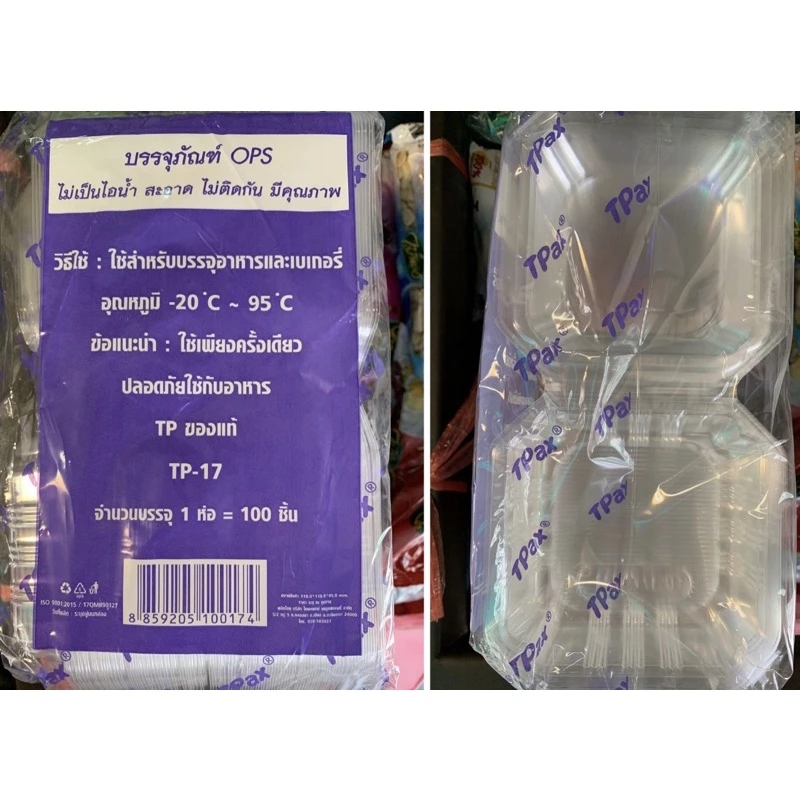 บรรจุภัณฑ์ OPS
ไม่เป็นไอน้ำ สะอาด ไม่ติดกัน มีคุณภาพ
วิธีใช้ : ใช้สำหรับบรรจุอาหารและเบเกอรี่
อุณหภูมิ -20 ํC ~ 95 ํC
ข้อแนะนำ : ใช้เพียงครั้งเดียว
ปลอดภัยใช้กับอาหาร
TP ของแท้
TP-17
จำนวนบรรจุ 1 ห่อ = 100 ชิ้น
ISO 9001:2015
8 859205 100174
TPax
TPax
TPax
TPax®
TPax
TPax
TPax
TPax®
TPax
TPax®
TPax
TPax